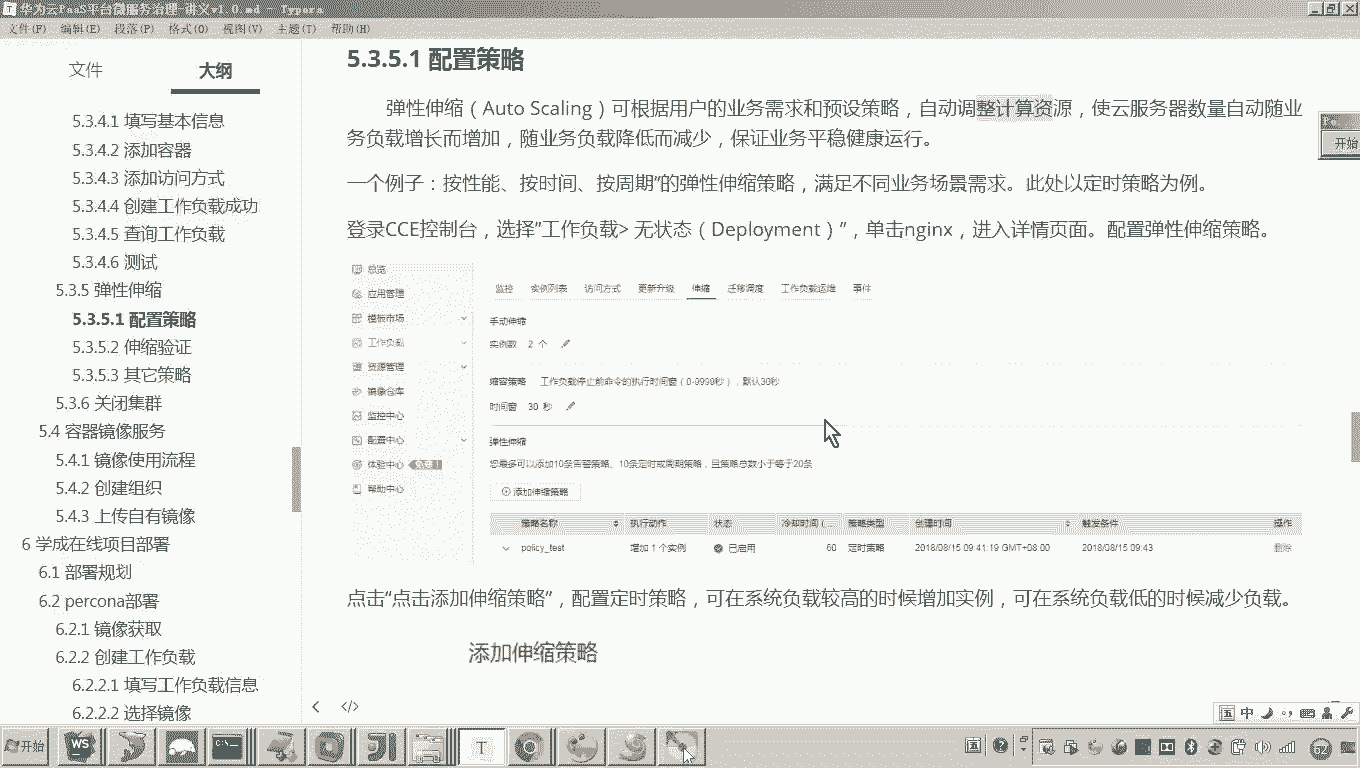 华为云PaaS平台微服务治理-讲义v1.0.md - Typora
文件(F) 编辑(E) 段落(P) 格式(O) 视图(V) 主题(T) 帮助(H)
文件 大纲
5.3.4.1 填写基本信息
5.3.4.2 添加容器
5.3.4.3 添加访问方式
5.3.4.4 创建工作负载成功
5.3.4.5 查询工作负载
5.3.4.6 测试
5.3.5 弹性伸缩
5.3.5.1 配置策略
5.3.5.2 伸缩验证
5.3.5.3 其它策略
5.3.6 关闭集群
5.4 容器镜像服务
5.4.1 镜像使用流程
5.4.2 创建组织
5.4.3 上传自有镜像
6 学成在线项目部署
6.1 部署规划
6.2 percona部署
6.2.1 镜像获取
6.2.2 创建工作负载
6.2.2.1 填写工作负载信息
6.2.2.2 选择镜像
5.3.5.1 配置策略
弹性伸缩（Auto Scaling）可根据用户的业务需求和预设策略，自动调整计算资源，使云服务器数量自动随业
务负载增长而增加，随业务负载降低而减少，保证业务平稳健康运行。
一个例子：按性能、按时间、按周期”的弹性伸缩策略，满足不同业务场景需求。此处以定时策略为例。
登录CCE控制台，选择”工作负载> 无状态（Deployment）”，单击nginx，进入详情页面。配置弹性伸缩策略。
总览
应用管理
模板市场
工作负载
资源管理
镜像仓库
监控中心
配置中心
体验中心 免费！
帮助中心
监控 实例列表 访问方式 更新升级 伸缩 迁移调度 工作负载运维 事件
手动伸缩
实例数 2 个
缩容策略 工作负载停止前命令的执行时间窗（0-9999秒），默认30秒
时间窗 30 秒
弹性伸缩
您最多可以添加10条告警策略、10条定时或周期策略，且策略总数小于等于20条
添加伸缩策略
策略名称 执行动作 状态 冷却时间 (... 策略类型 创建时间 触发条件 操作
policy_test 增加 1 个实例 已启用 60 定时策略 2018/08/15 09:41:19 GMT+08:00 2018/08/15 09:43 删除
点击“点击添加伸缩策略”，配置定时策略，可在系统负载较高的时候增加实例，可在系统负载低的时候减少负载。
添加伸缩策略
开始
中
开始
WS
T
62